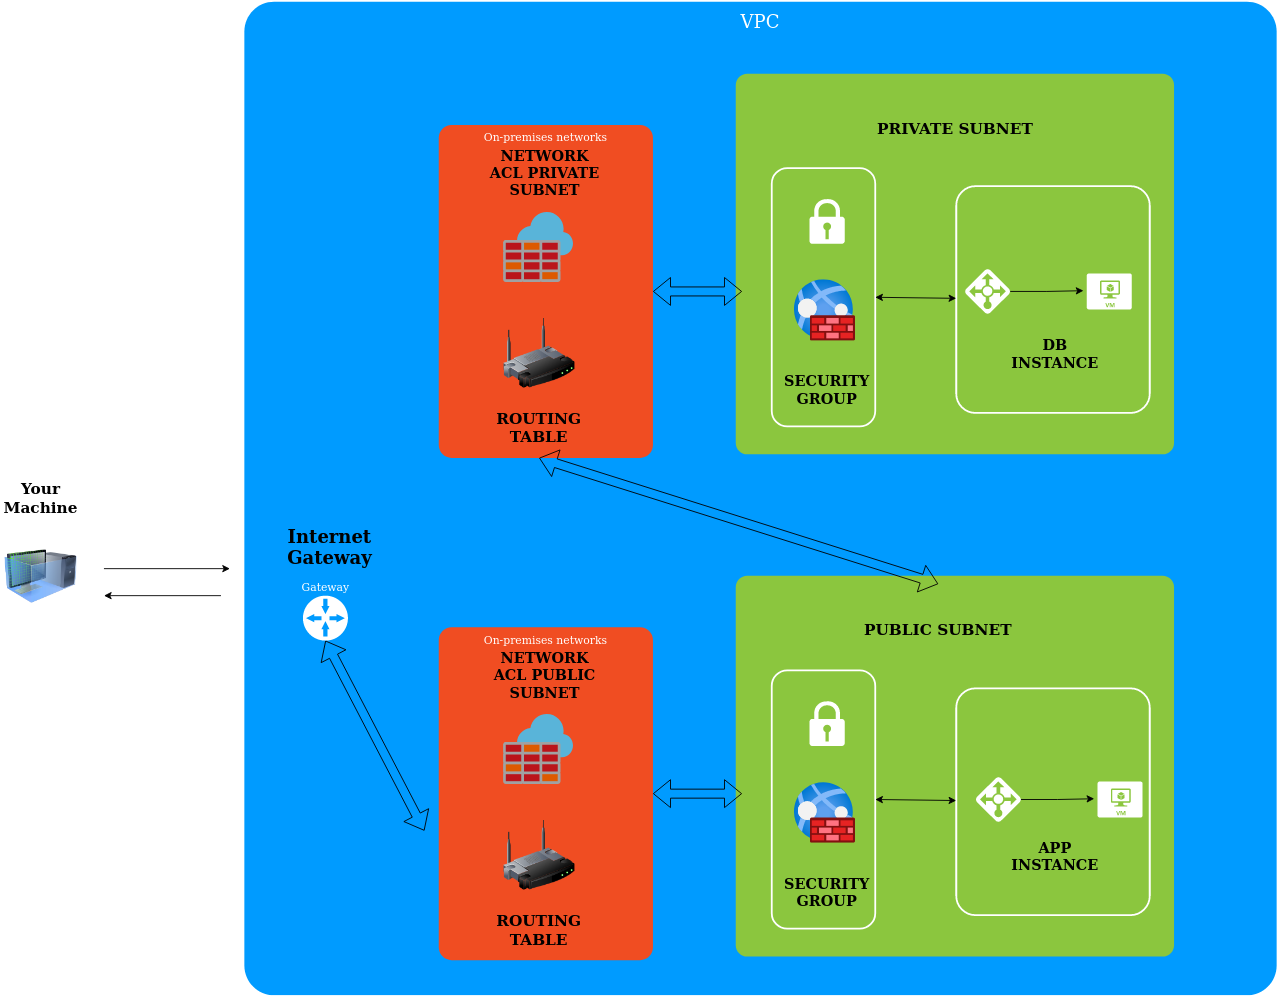 VPC
On-premises networks
NETWORK
ACL PRIVATE
SUBNET
ROUTING
TABLE
PRIVATE SUBNET
SECURITY
GROUP
VM
DB
INSTANCE
Your
Machine
Internet
Gateway
Gateway
On-premises networks
NETWORK
ACL PUBLIC
SUBNET
ROUTING
TABLE
PUBLIC SUBNET
SECURITY
GROUP
VM
APP
INSTANCE